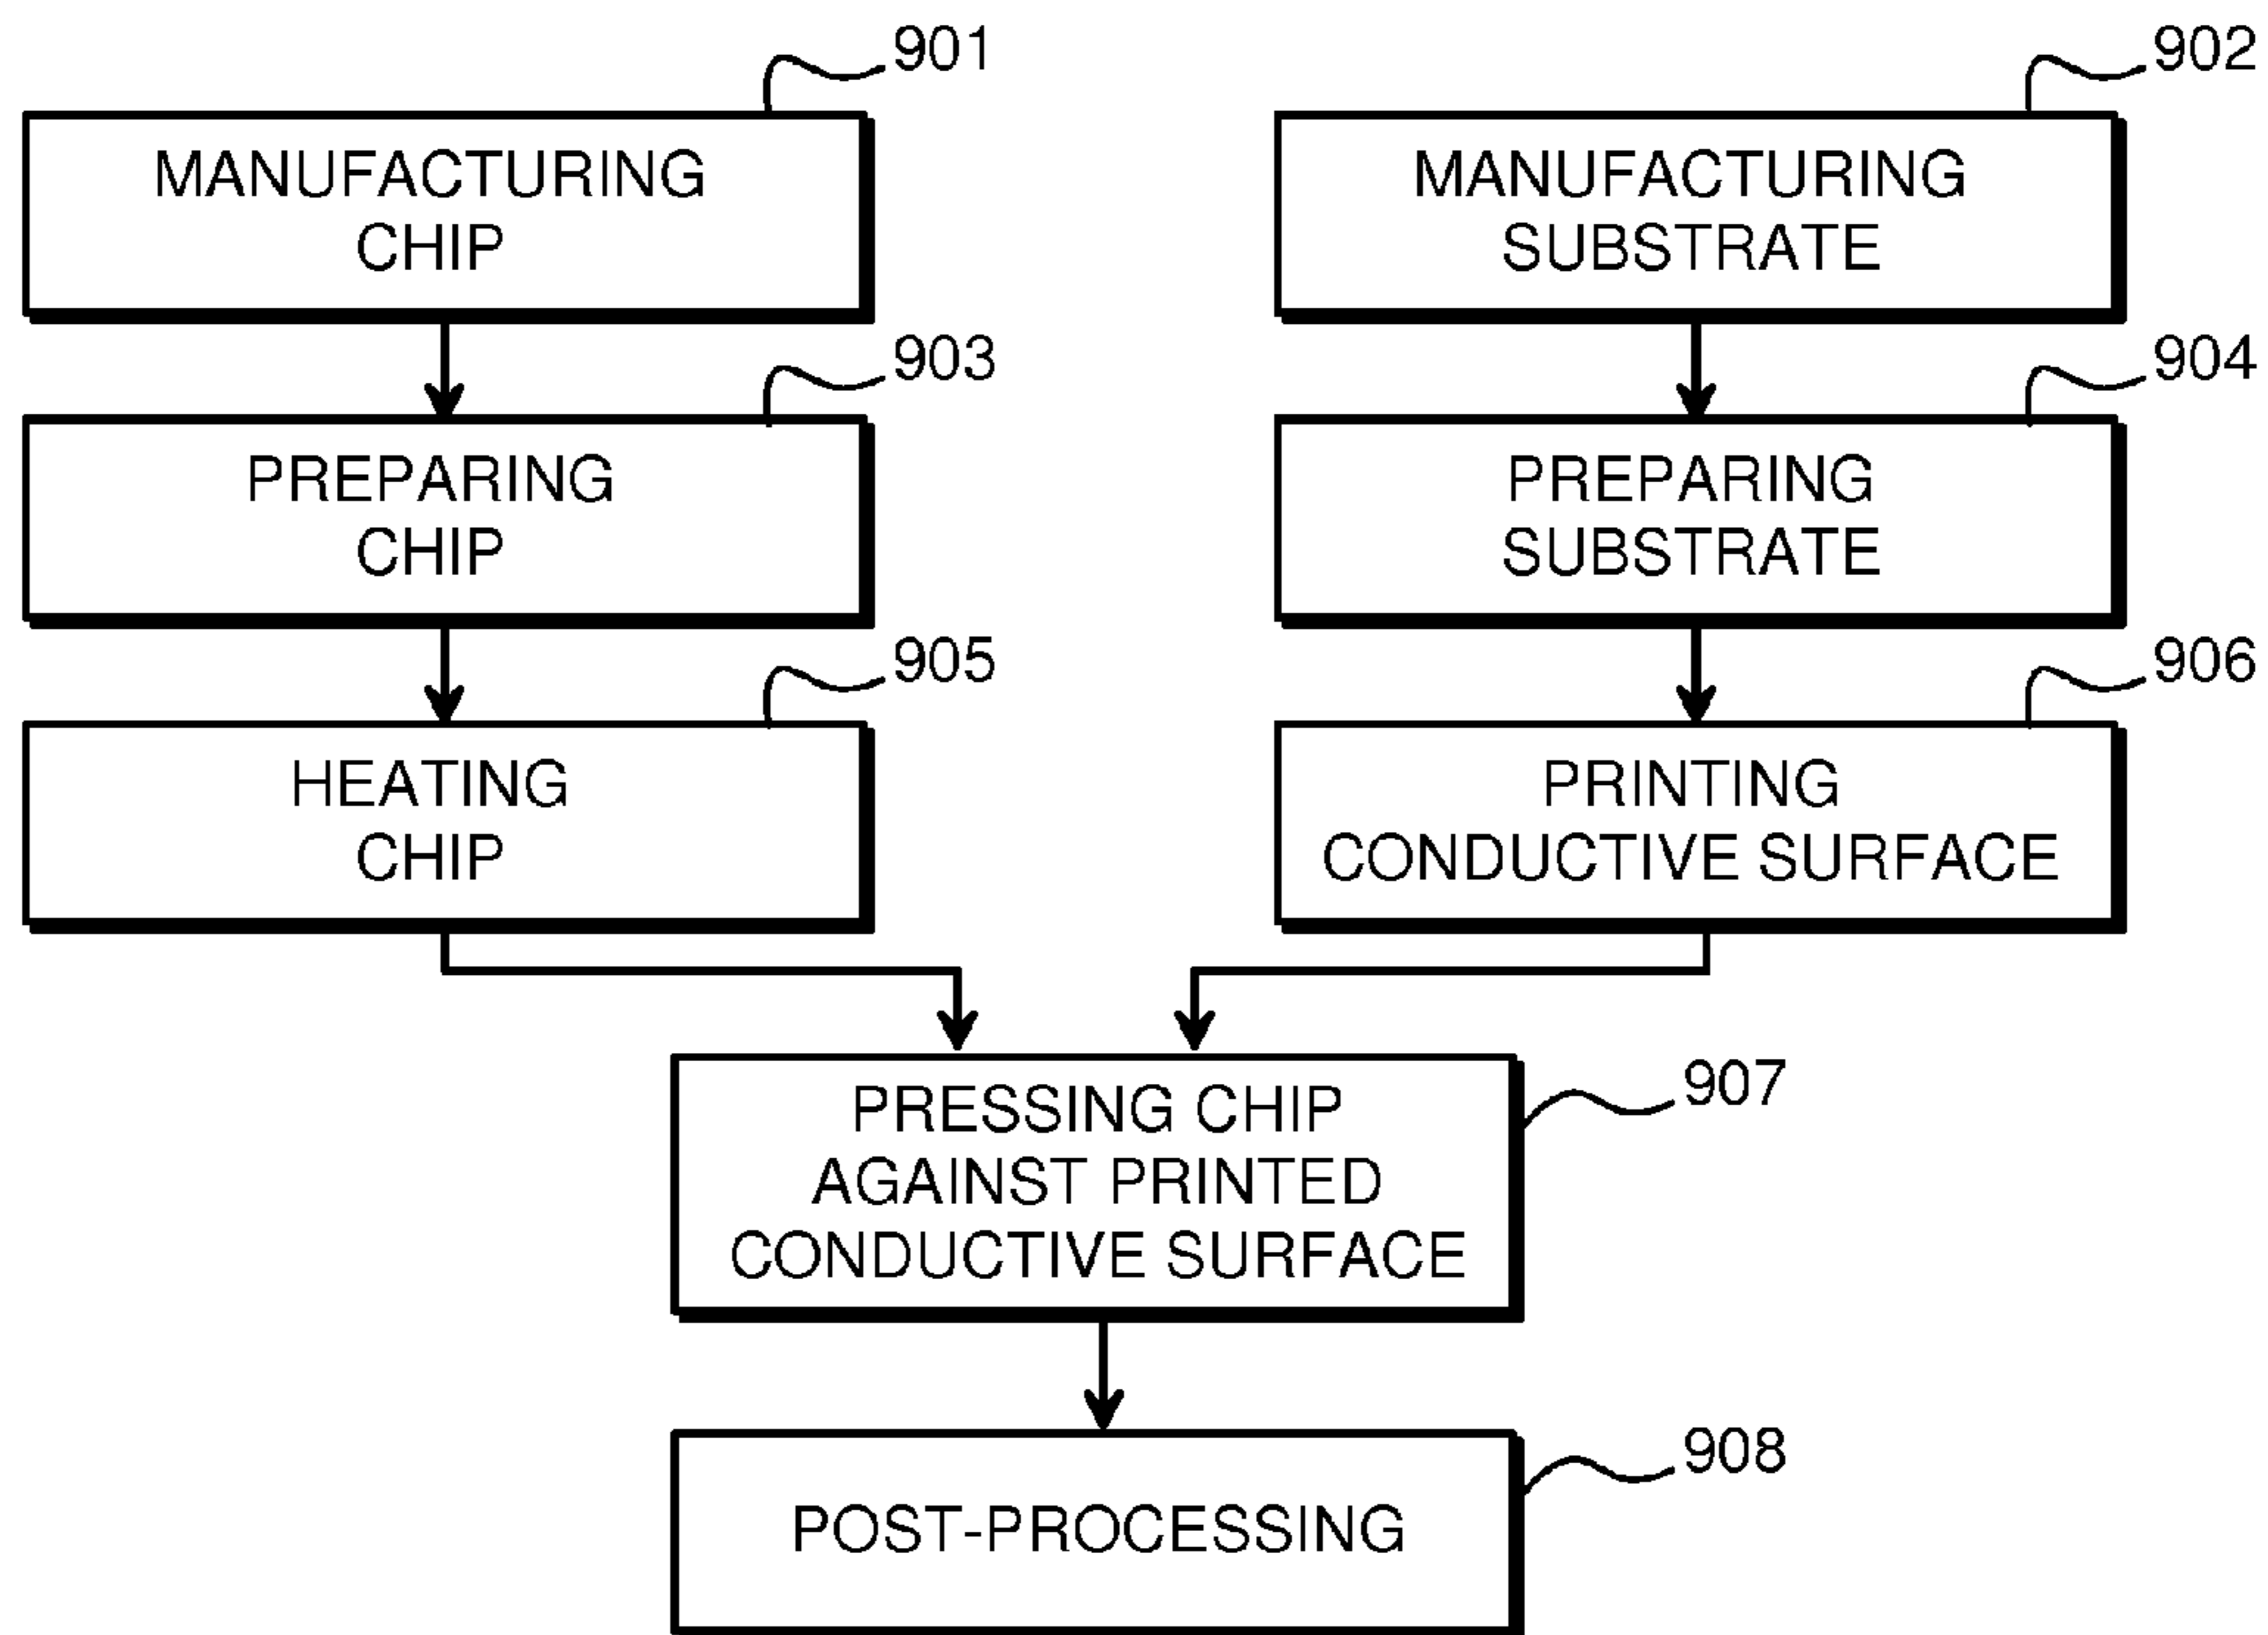 901
MANUFACTURING
CHIP
902
MANUFACTURING
SUBSTRATE
903
PREPARING
CHIP
904
PREPARING
SUBSTRATE
905
HEATING
CHIP
906
PRINTING
CONDUCTIVE SURFACE
907
PRESSING CHIP
AGAINST PRINTED
CONDUCTIVE SURFACE
908
POST-PROCESSING